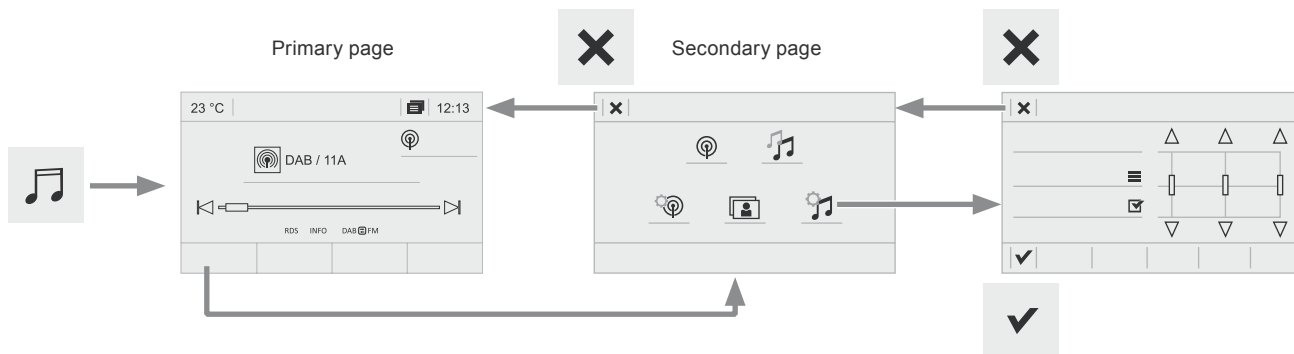 Primary page
Secondary page
23 °C
12:13
DAB / 11A
RDS INFO DAB FM